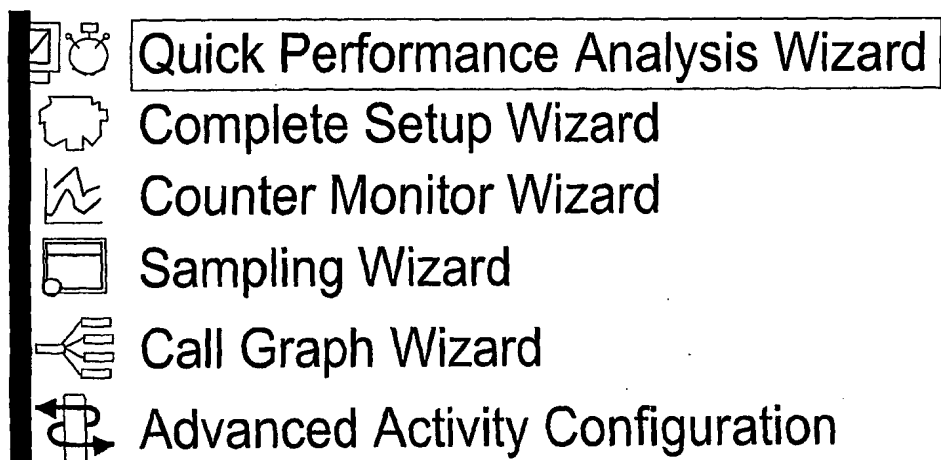 Quick Performance Analysis Wizard
Complete Setup Wizard
Counter Monitor Wizard
Sampling Wizard
Call Graph Wizard
Advanced Activity Configuration